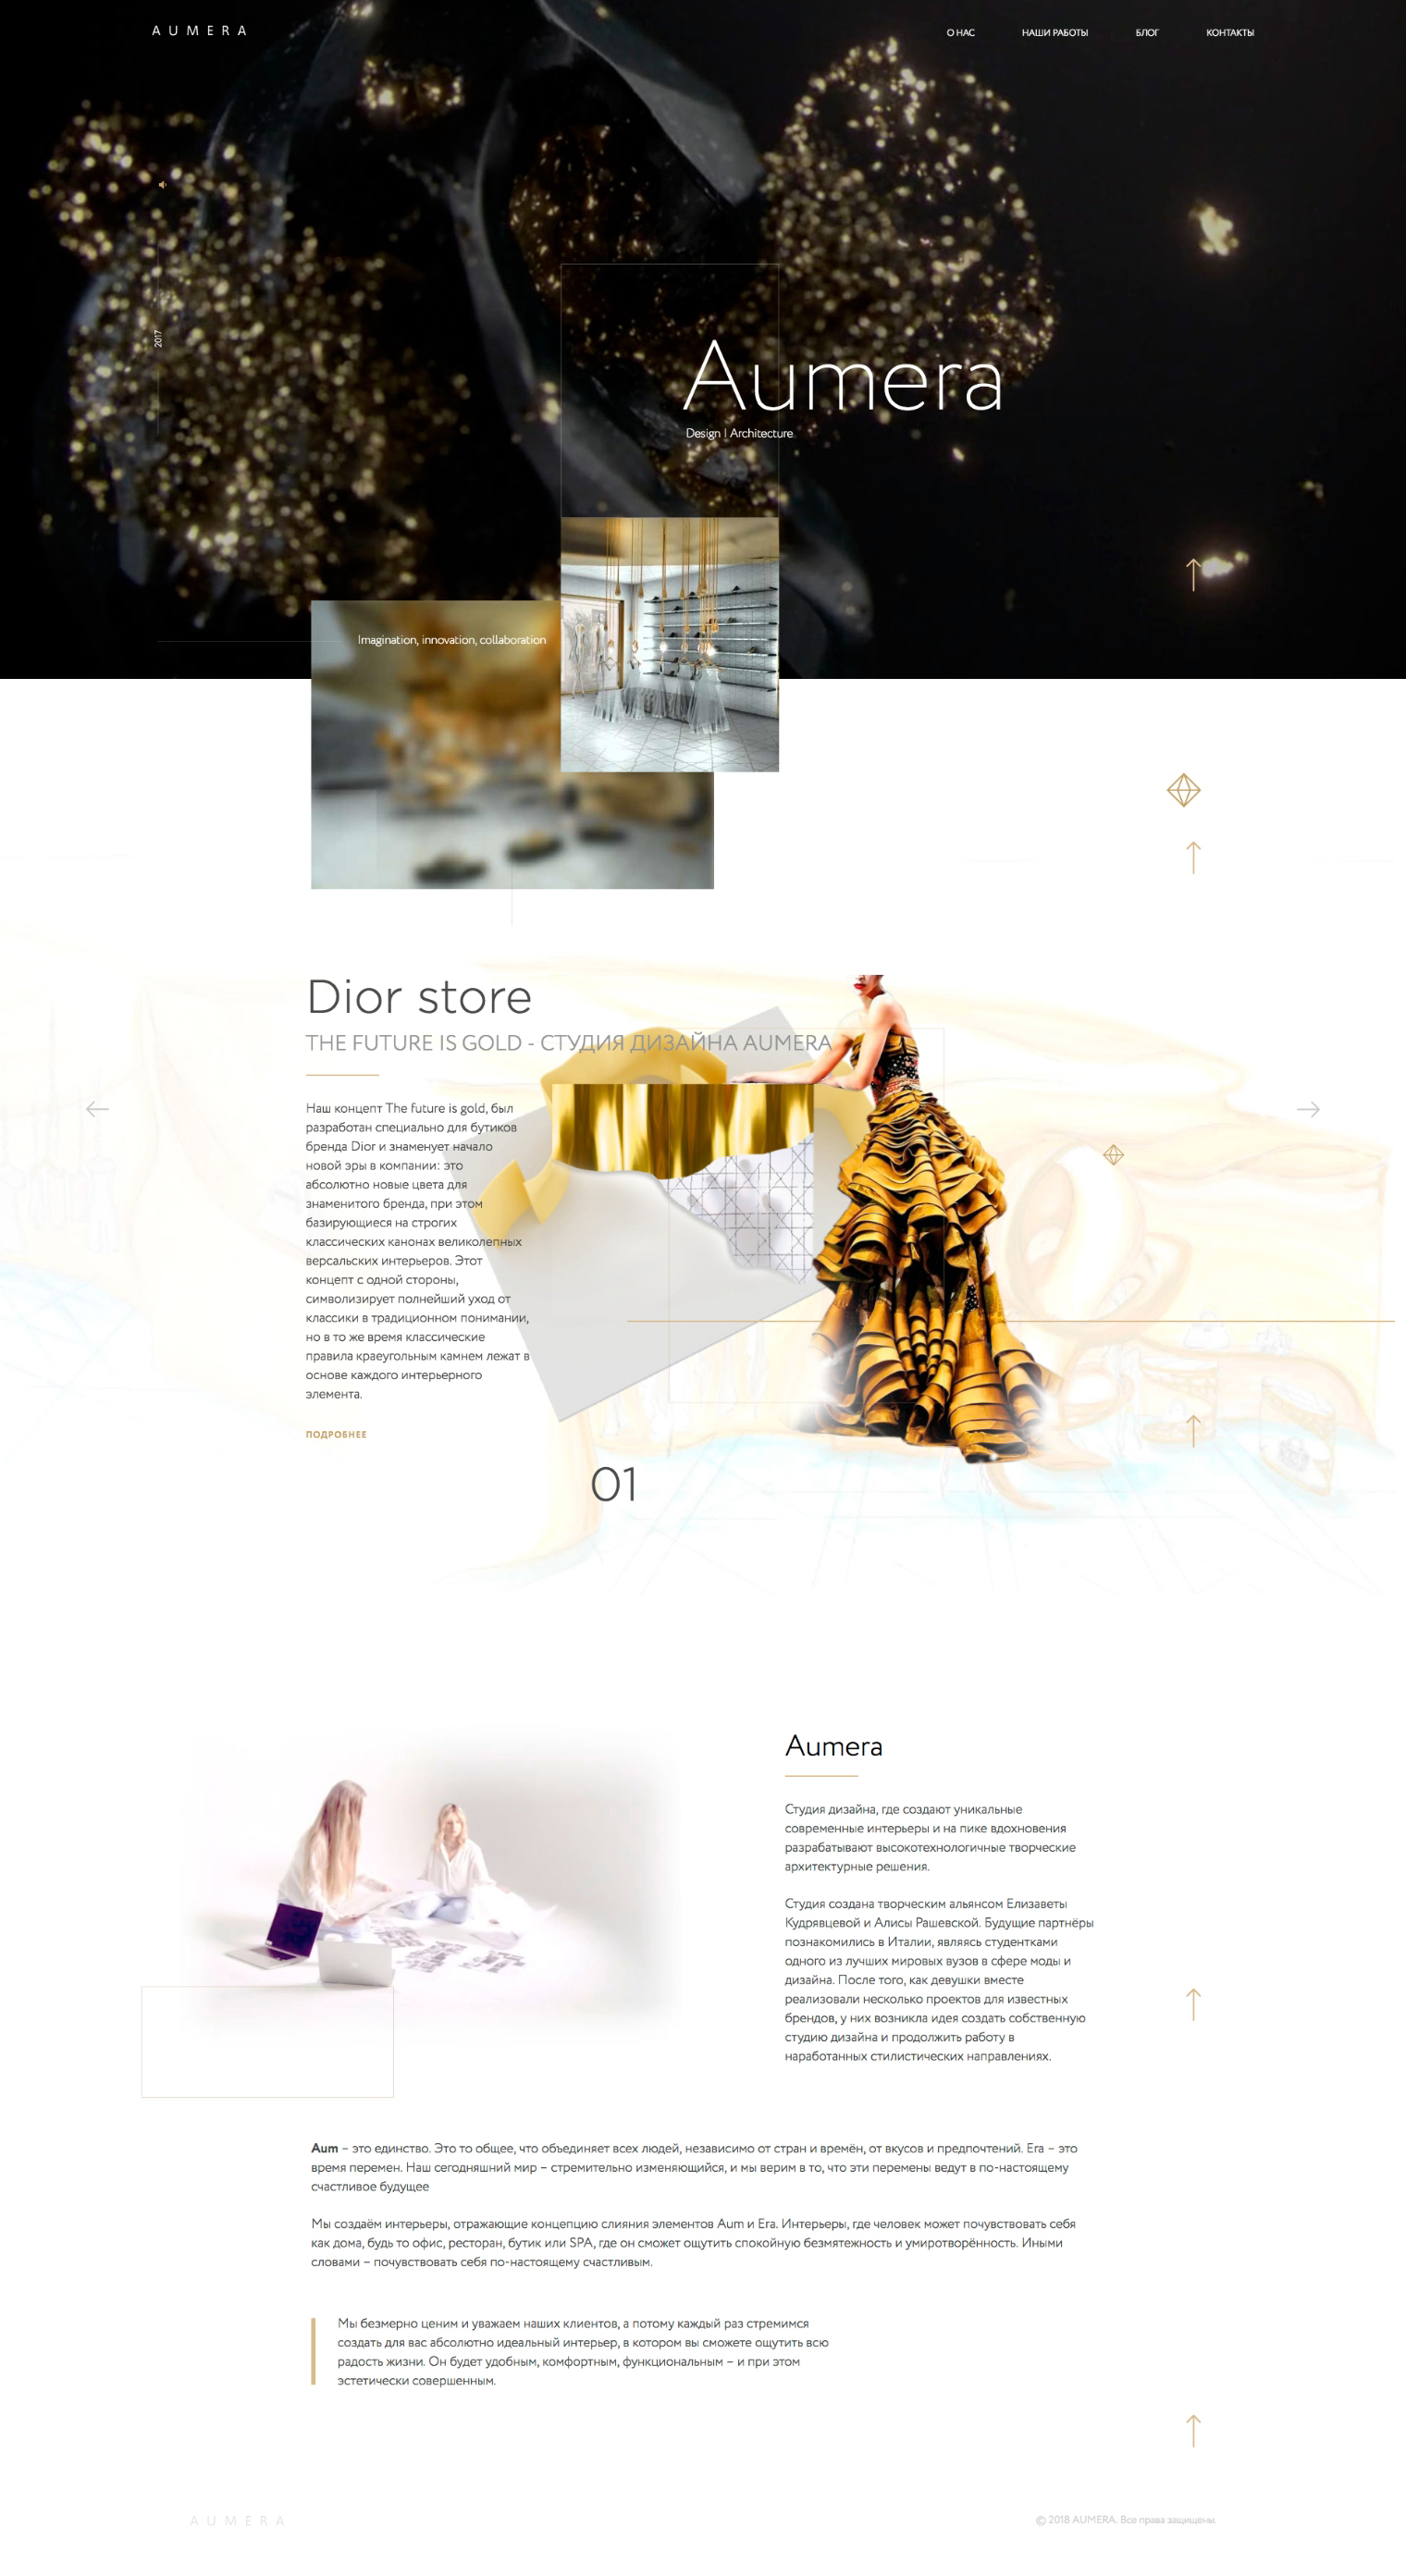 AUMERA
О НАС
НАШИ РАБОТЫ
БЛОГ
КОНТАКТЫ
2017
Aumera
Design | Architecture
Imagination, innovation, collaboration
Dior store
THE FUTURE IS GOLD - СТУДИЯ ДИЗАЙНА AUMERA
Наш концепт The future is gold, был
разработан специально для бутиков
бренда Dior и знаменует начало
новой эры в компании: это
абсолютно новые цвета для
знаменитого бренда, при этом
базирующиеся на строгих
классических канонах великолепных
версальских интерьеров. Этот
концепт с одной стороны,
символизирует полнейший уход от
классики в традиционном понимании,
но в то же время классические
правила краеугольным камнем лежат в
основе каждого интерьерного
элемента.
ПОДРОБНЕЕ
01
Aumera
Студия дизайна, где создают уникальные
современные интерьеры и на пике вдохновения
разрабатывают высокотехнологичные творческие
архитектурные решения.
Студия создана творческим альянсом Елизаветы
Кудрявцевой и Алисы Рашевской. Будущие партнёры
познакомились в Италии, являясь студентками
одного из лучших мировых вузов в сфере моды и
дизайна. После того, как девушки вместе
реализовали несколько проектов для известных
брендов, у них возникла идея создать собственную
студию дизайна и продолжить работу в
наработанных стилистических направлениях.
Aum – это единство. Это то общее, что объединяет всех людей, независимо от стран и времён, от вкусов и предпочтений. Era – это
время перемен. Наш сегодняшний мир – стремительно изменяющийся, и мы верим в то, что эти перемены ведут в по-настоящему
счастливое будущее
Мы создаём интерьеры, отражающие концепцию слияния элементов Aum и Era. Интерьеры, где человек может почувствовать себя
как дома, будь то офис, ресторан, бутик или SPA, где он сможет ощутить спокойную безмятежность и умиротворённость. Иными
словами – почувствовать себя по-настоящему счастливым.
Мы безмерно ценим и уважаем наших клиентов, а потому каждый раз стремимся
создать для вас абсолютно идеальный интерьер, в котором вы сможете ощутить всю
радость жизни. Он будет удобным, комфортным, функциональным – и при этом
эстетически совершенным.
AUMERA
© 2018 AUMERA. Все права защищены.